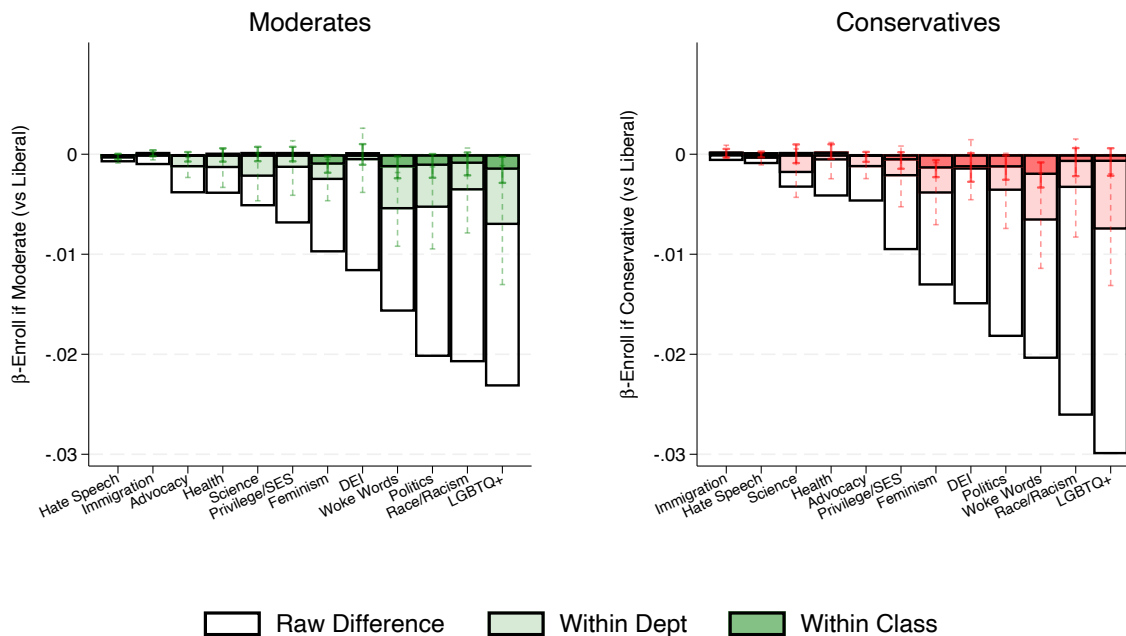 Moderates
β-Enroll if Moderate (vs Liberal)
0
-.01
-.02
-.03
Hate Speech
Immigration
Advocacy
Health
Science
Privilege/SES
Feminism
DEI
Woke Words
Politics
Race/Racism
LGBTQ+
Conservatives
β-Enroll if Conservative (vs Liberal)
0
-.01
-.02
-.03
Immigration
Hate Speech
Science
Health
Advocacy
Privilege/SES
Feminism
DEI
Politics
Woke Words
Race/Racism
LGBTQ+
Raw Difference Within Dept Within Class